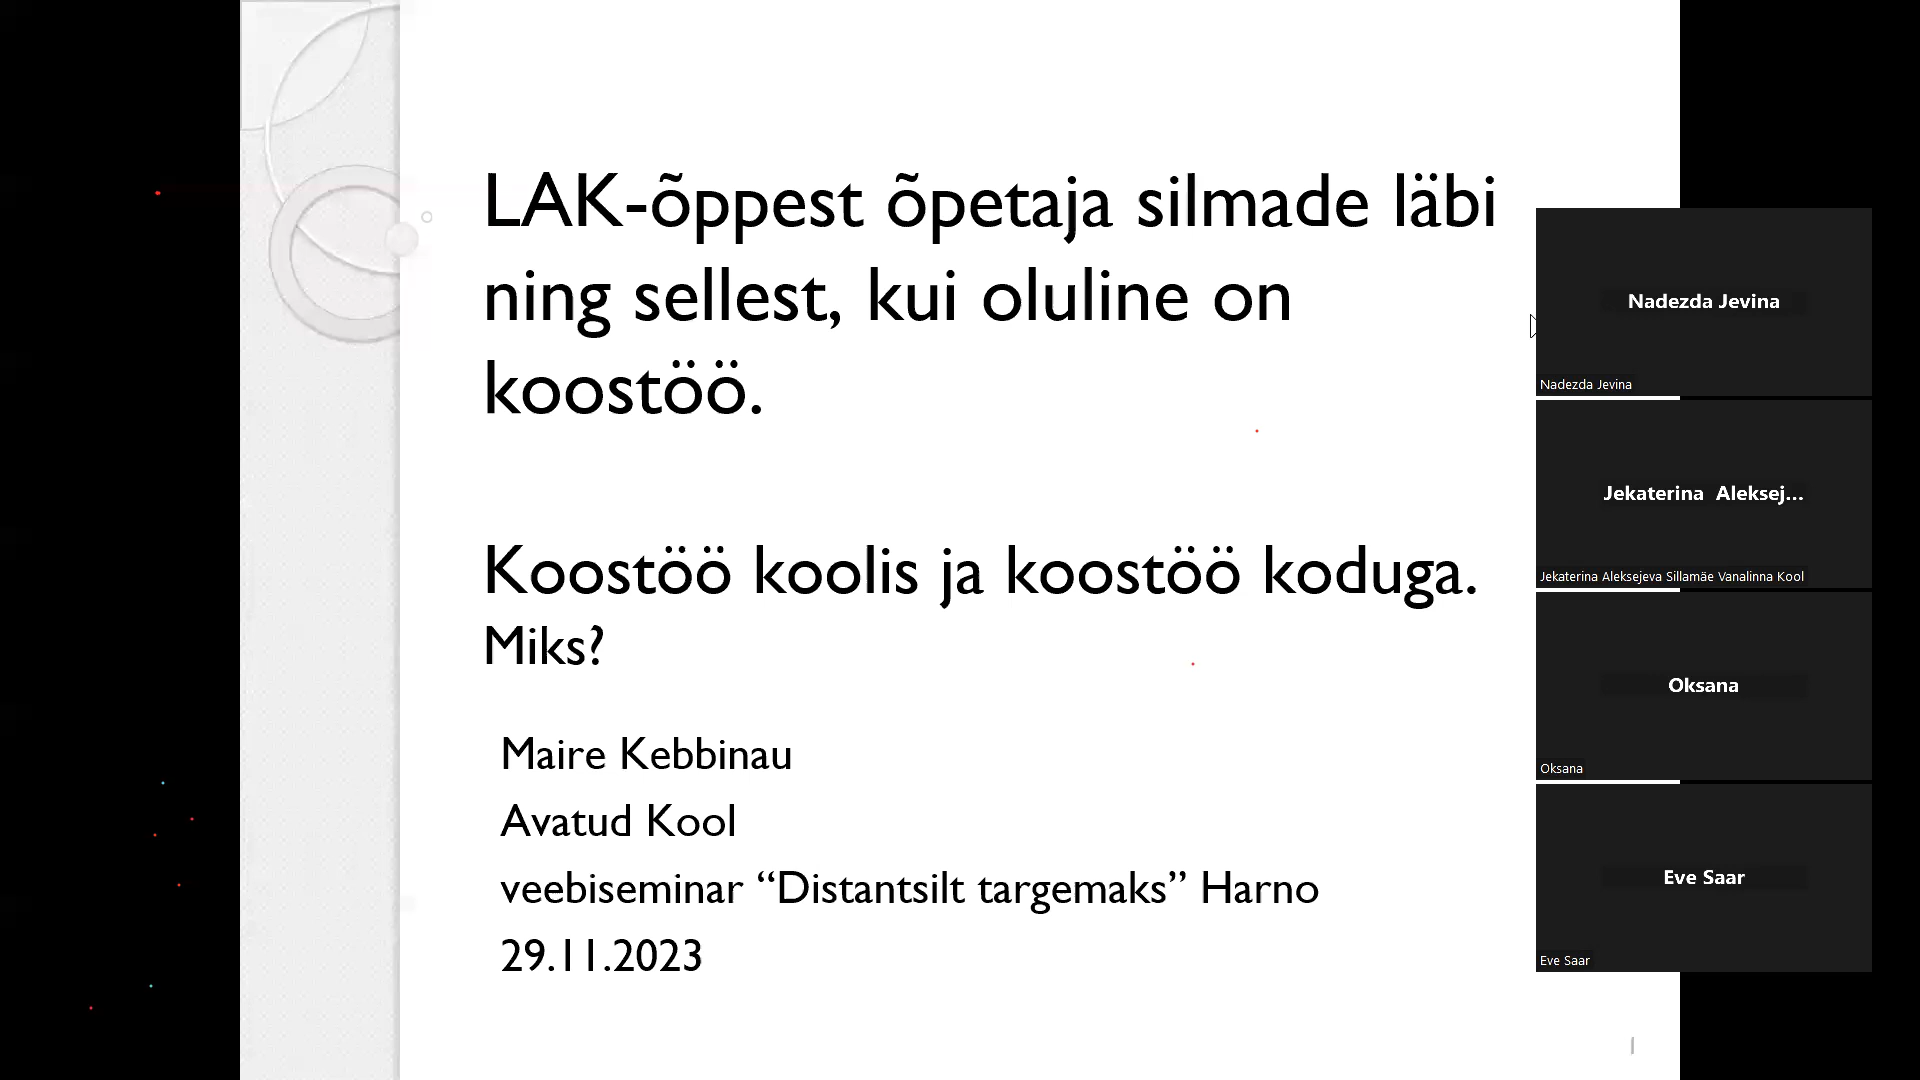 LAK-õppest õpetaja silmade läbi
ning sellest, kui oluline on
koostöö.
Koostöö koolis ja koostöö koduga.
Miks?
Maire Kebbinau
Avatud Kool
veebiseminar “Distantsilt targemaks” Harno
29.11.2023
1
Nadezda Jevina
Nadezda Jevina
Jekaterina Aleksej...
Jekaterina Aleksejeva Sillamäe Vanalinna Kool
Oksana
Oksana
Eve Saar
Eve Saar